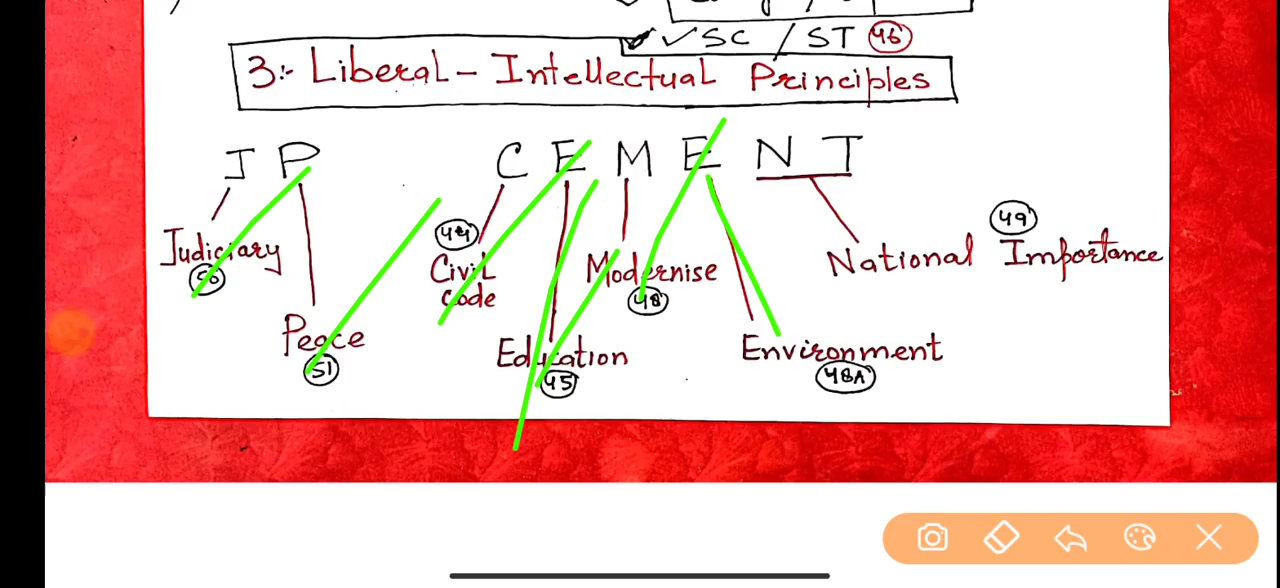 ✓ SC / ST 46
3:- Liberal - Intellectual Principles
J P C E M E N T
Judiciary
50
Peace
51
44
Civil
Code
Education
45
Modernise
48
Environment
48A
49
National Importance